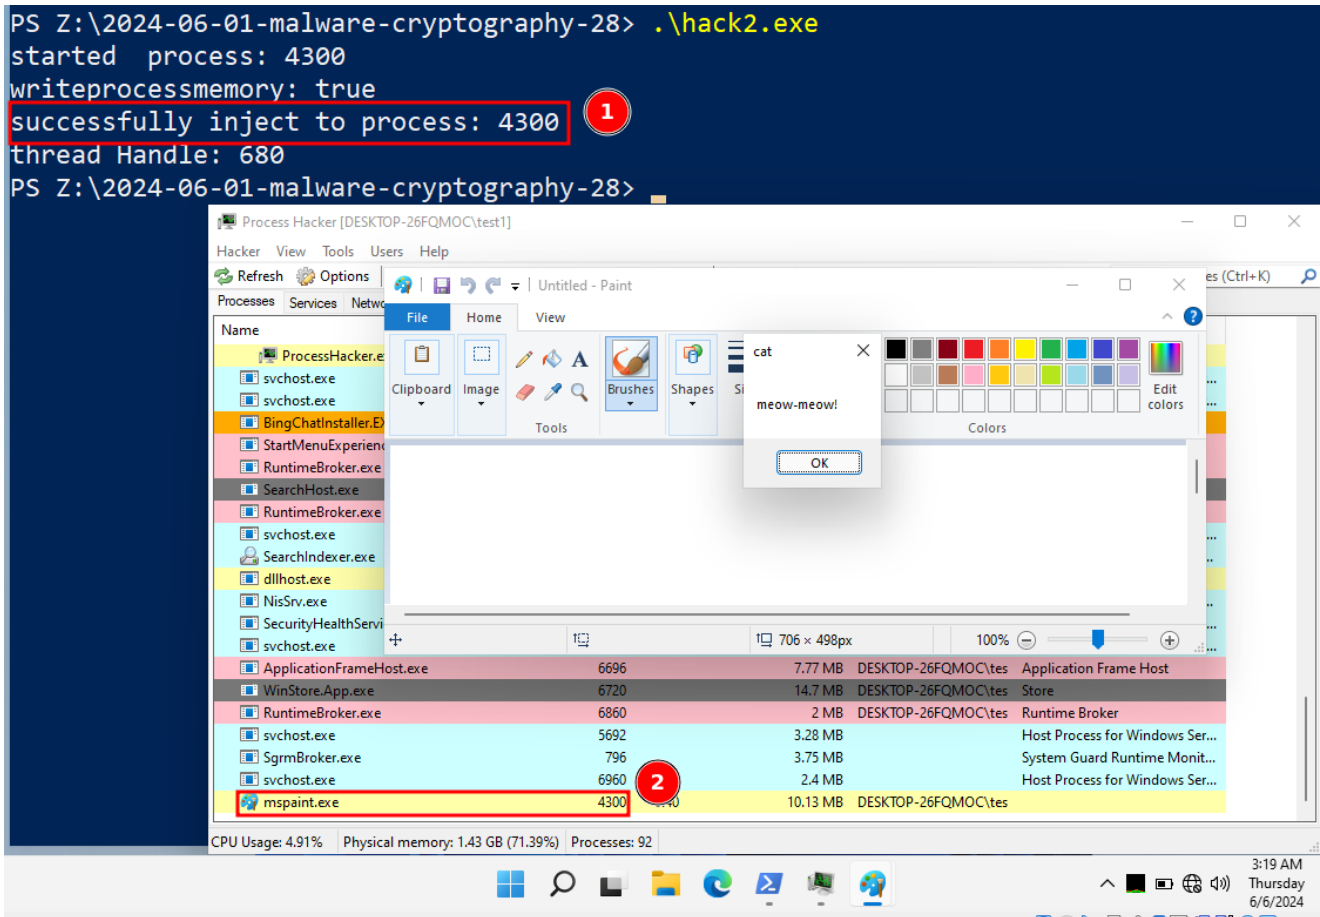 PS Z:\2024-06-01-malware-cryptography-28> .\hack2.exe
started  process: 4300
writeprocessmemory: true
successfully inject to process: 4300
1
thread Handle: 680
PS Z:\2024-06-01-malware-cryptography-28>
Process Hacker [DESKTOP-26FQMOC\test1]
Hacker View Tools Users Help
Refresh Options
es (Ctrl+K)
Processes Services Netwo
Name
Untitled - Paint
File Home View
Clipboard Image Tools Brushes Shapes Si
Colors
Edit
colors
cat
meow-meow!
OK
ProcessHacker.e
svchost.exe
svchost.exe
BingChatInstaller.EX
StartMenuExperien
RuntimeBroker.exe
SearchHost.exe
RuntimeBroker.exe
svchost.exe
SearchIndexer.exe
dllhost.exe
NisSrv.exe
SecurityHealthServi
svchost.exe
706 × 498px 100%
ApplicationFrameHost.exe 6696 7.77 MB DESKTOP-26FQMOC\tes Application Frame Host
WinStore.App.exe 6720 14.7 MB DESKTOP-26FQMOC\tes Store
RuntimeBroker.exe 6860 2 MB DESKTOP-26FQMOC\tes Runtime Broker
svchost.exe 5692 3.28 MB Host Process for Windows Ser...
SgrmBroker.exe 796 3.75 MB System Guard Runtime Monit...
svchost.exe 6960 2.4 MB Host Process for Windows Ser...
2
mspaint.exe 4300 10.13 MB DESKTOP-26FQMOC\tes
CPU Usage: 4.91% Physical memory: 1.43 GB (71.39%) Processes: 92
3:19 AM
Thursday
6/6/2024